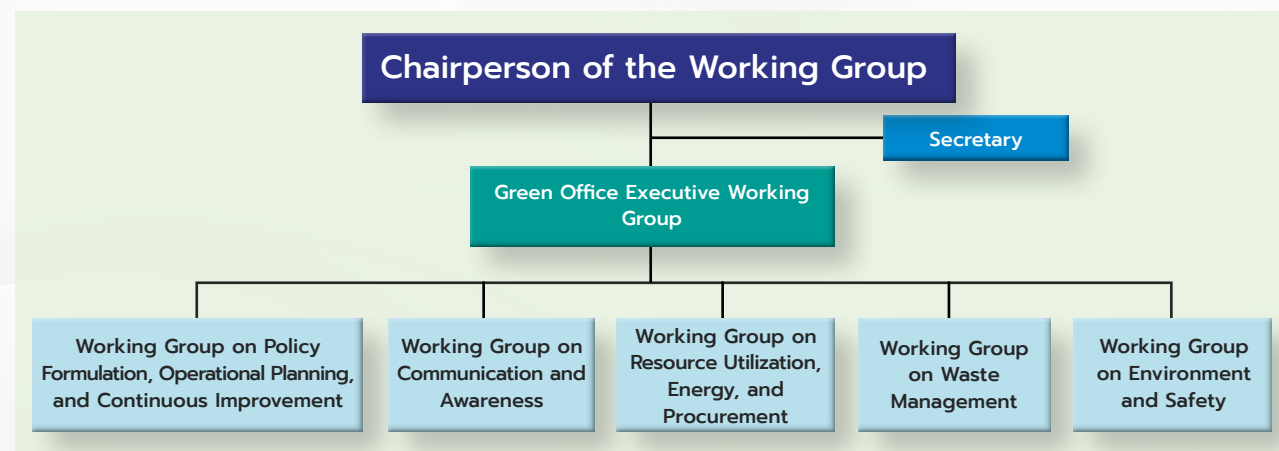 Chairperson of the Working Group
Secretary
Green Office Executive Working
Group
Working Group on Policy
Formulation, Operational Planning,
and Continuous Improvement
Working Group on
Communication and
Awareness
Working Group on
Resource Utilization,
Energy, and
Procurement
Working Group
on Waste
Management
Working Group
on Environment
and Safety